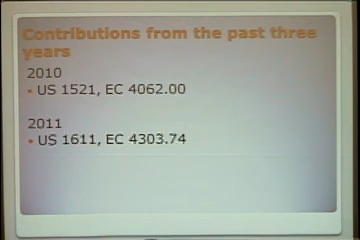 Contributions from the past three
years
2010
• US 1521, EC 4062.00
2011
• US 1611, EC 4303.74